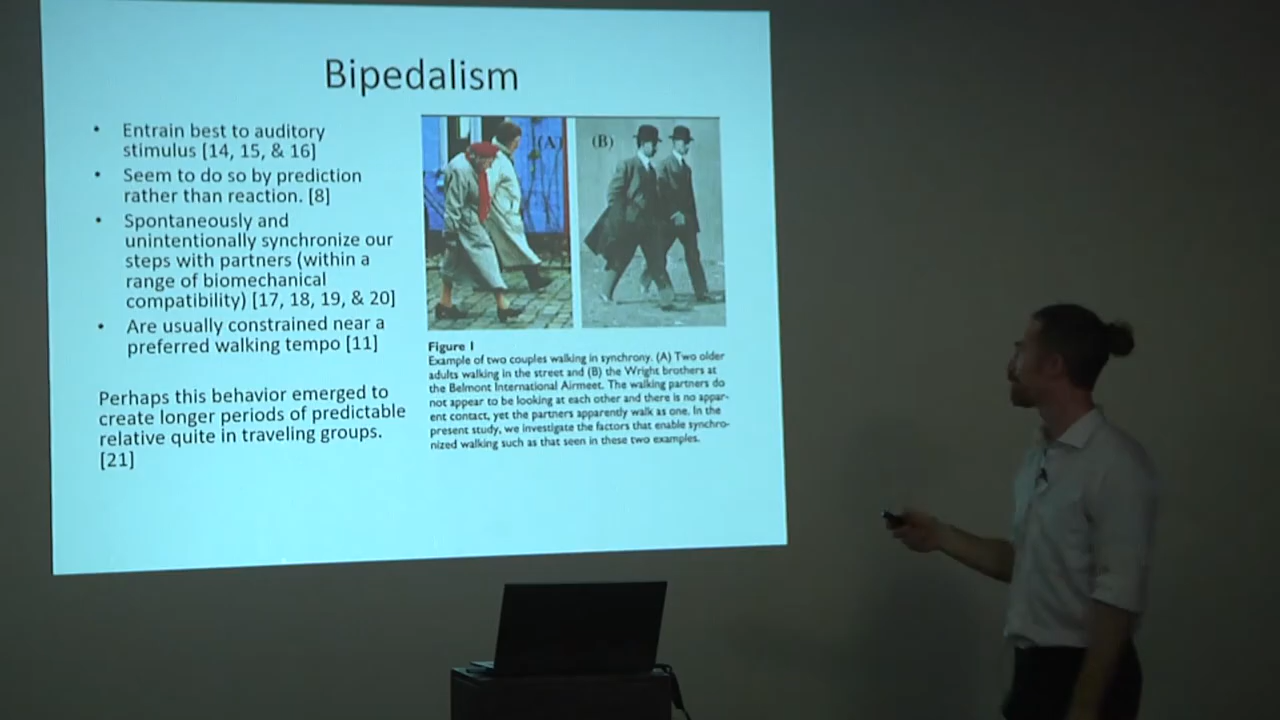 Bipedalism
• Entrain best to auditory
stimulus [14, 15, & 16]
• Seem to do so by prediction
rather than reaction. [8]
• Spontaneously and
unintentionally synchronize our
steps with partners (within a
range of biomechanical
compatibility) [17, 18, 19, & 20]
• Are usually constrained near a
preferred walking tempo [11]
Perhaps this behavior emerged to
create longer periods of predictable
relative quite in traveling groups.
[21]
(A)
(B)
Figure 1
Example of two couples walking in synchrony. (A) Two older
adults walking in the street and (B) the Wright brothers at
the Belmont International Airmeet. The walking partners do
not appear to be looking at each other and there is no appar-
ent contact, yet the partners apparently walk as one. In the
present study, we investigate the factors that enable synchro-
nized walking such as that seen in these two examples.